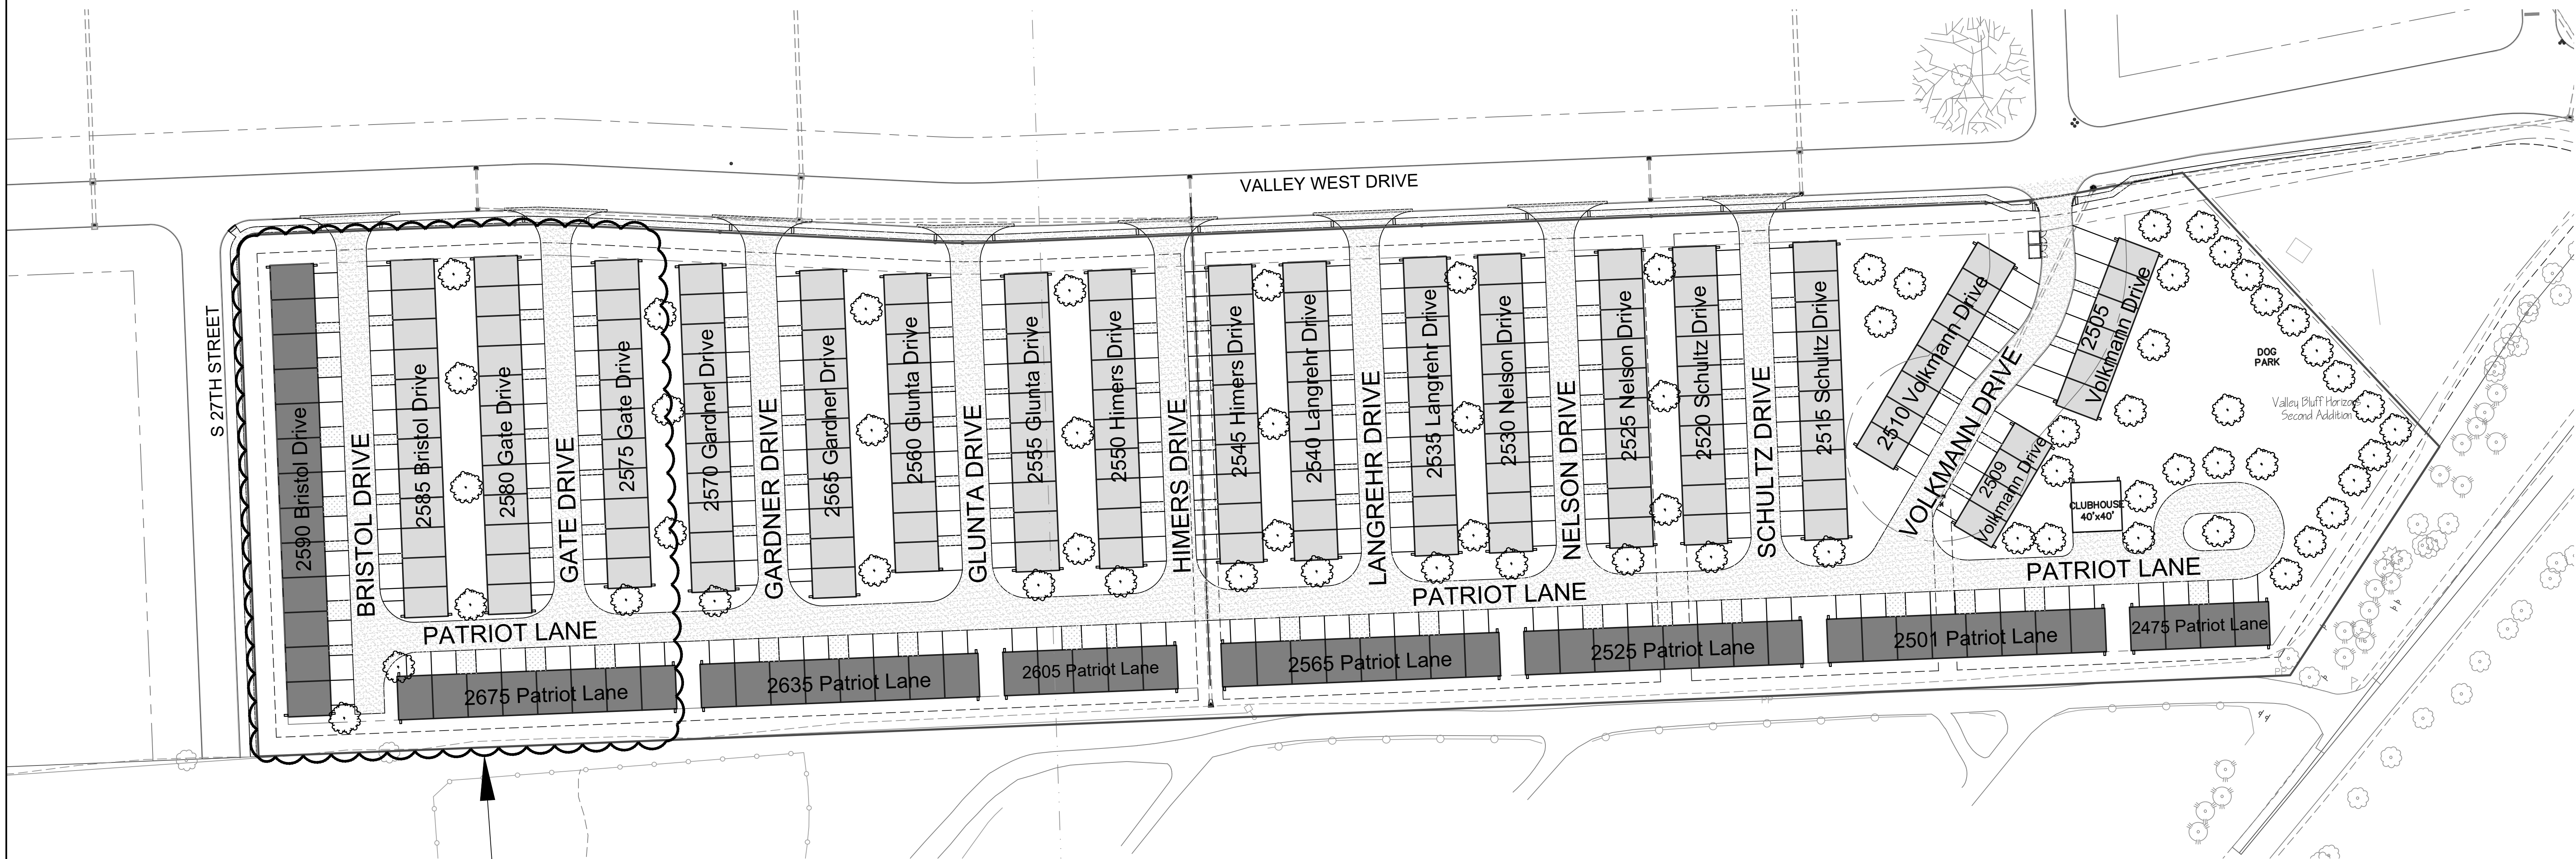 VALLEY WEST DRIVE
S 27TH STREET
2590 Bristol Drive
BRISTOL DRIVE
2585 Bristol Drive
2580 Gate Drive
GATE DRIVE
2575 Gate Drive
2570 Gardner Drive
GARDNER DRIVE
2565 Gardner Drive
2560 Glunta Drive
GLUNTA DRIVE
2555 Glunta Drive
2550 Himers Drive
HIMERS DRIVE
2545 Himers Drive
2540 Langrehr Drive
LANGREHR DRIVE
2535 Langrehr Drive
2530 Nelson Drive
NELSON DRIVE
2525 Nelson Drive
2520 Schultz Drive
SCHULTZ DRIVE
2515 Schultz Drive
2510 Volkmann Drive
VOLKMANN DRIVE
2505
Volkmann Drive
2509
Volkmann Drive
DOG
PARK
Valley Bluff Horizons
Second Addition
CLUBHOUSE
40'x40'
PATRIOT LANE
PATRIOT LANE
PATRIOT LANE
2675 Patriot Lane
2635 Patriot Lane
2605 Patriot Lane
2565 Patriot Lane
2525 Patriot Lane
2501 Patriot Lane
2475 Patriot Lane